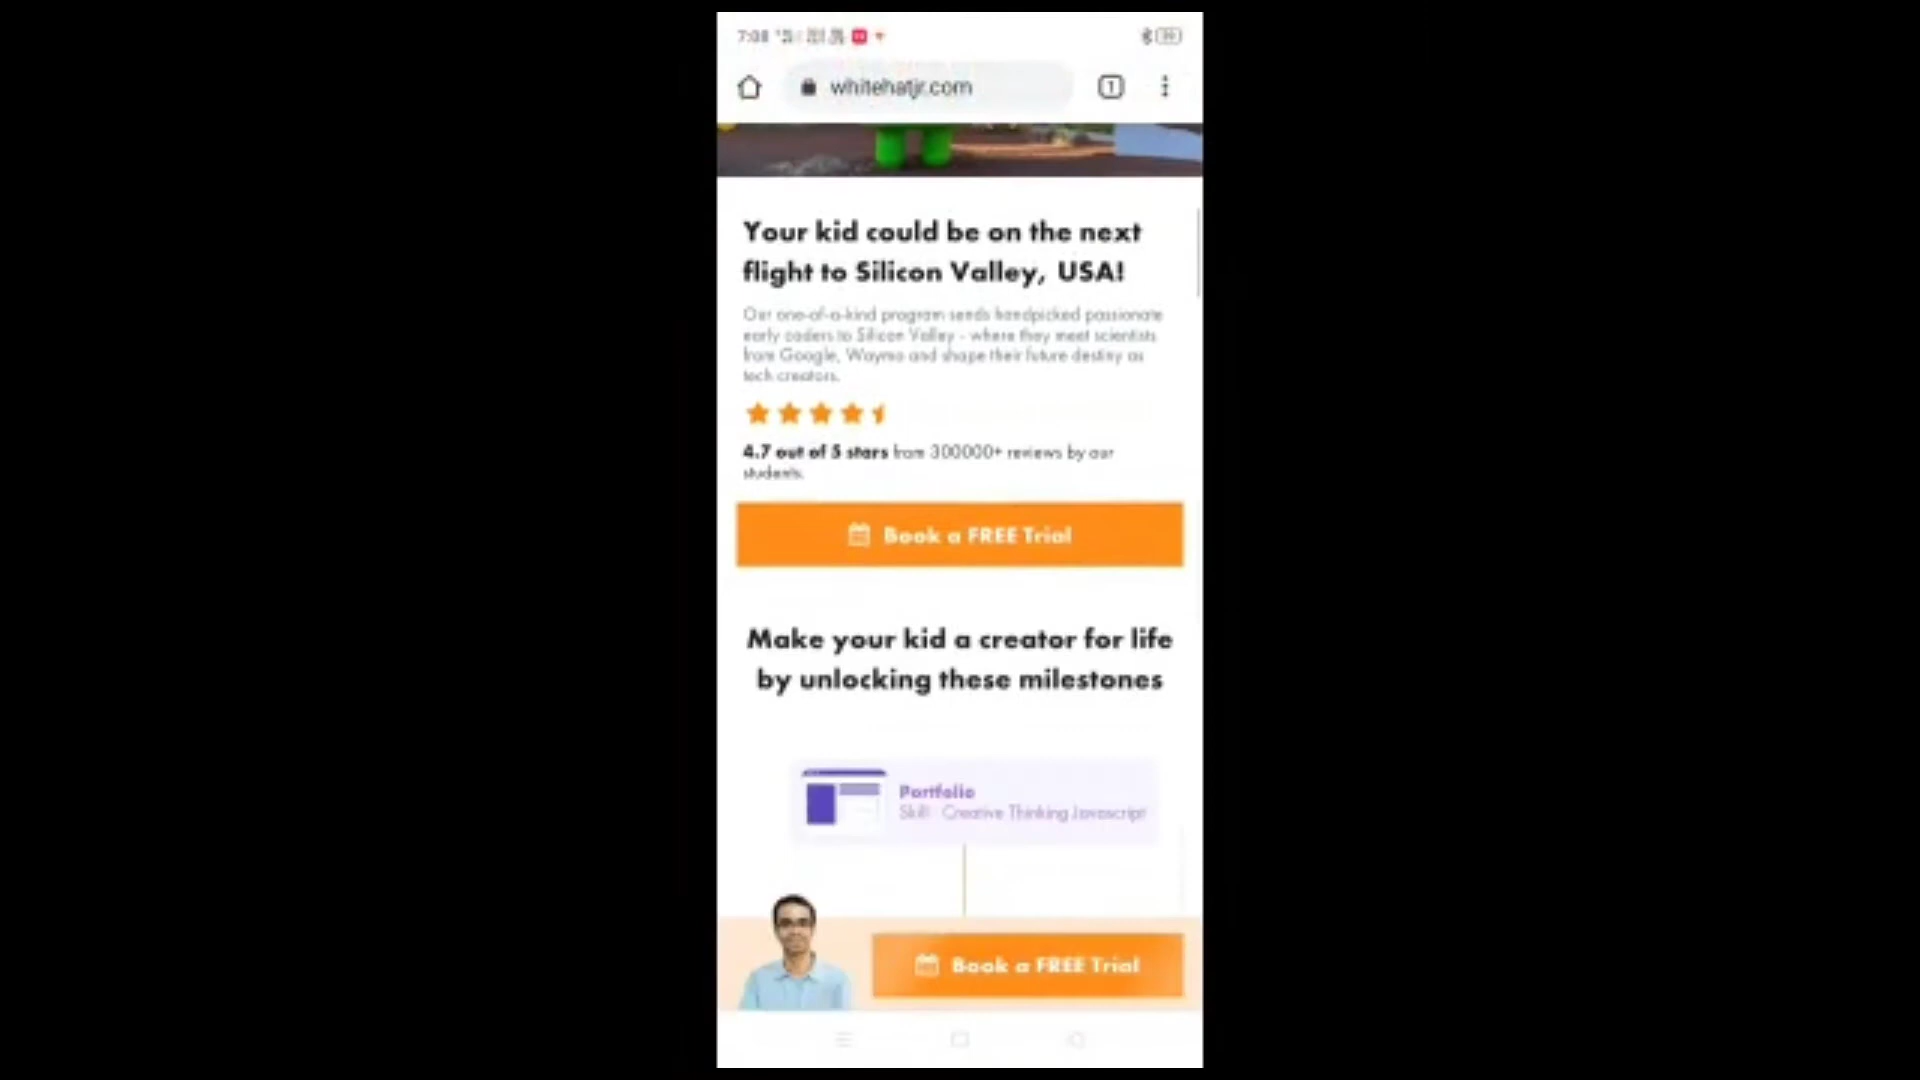 7:08
whitehatjr.com
1
Your kid could be on the next
flight to Silicon Valley, USA!
Our one-of-a-kind program sends handpicked passionate
early coders to Silicon Valley - where they meet scientists
from Google, Waymo and shape their future destiny as
tech creators.
4.7 out of 5 stars from 300000+ reviews by our
students.
Book a FREE Trial
Make your kid a creator for life
by unlocking these milestones
Portfolio
Skill Creative Thinking Javascript
Book a FREE Trial